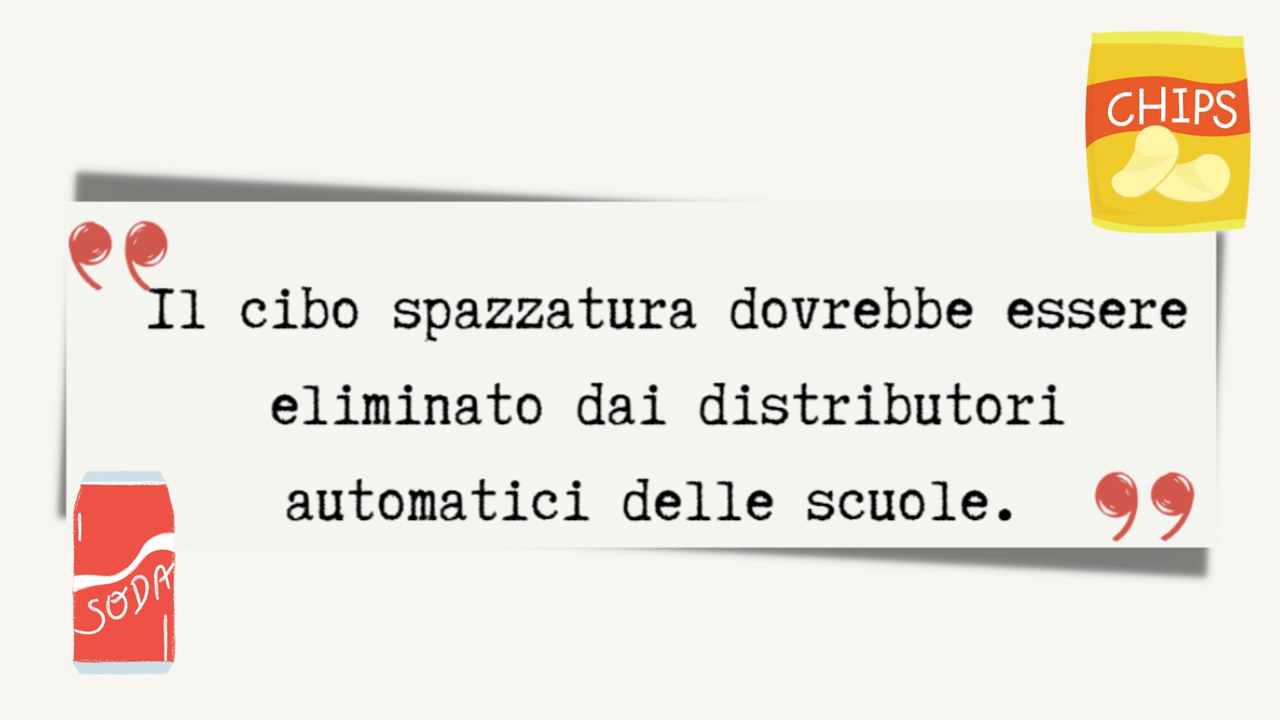 CHIPS
Il cibo spazzatura dovrebbe essere
eliminato dai distributori
automatici delle scuole.
SODA